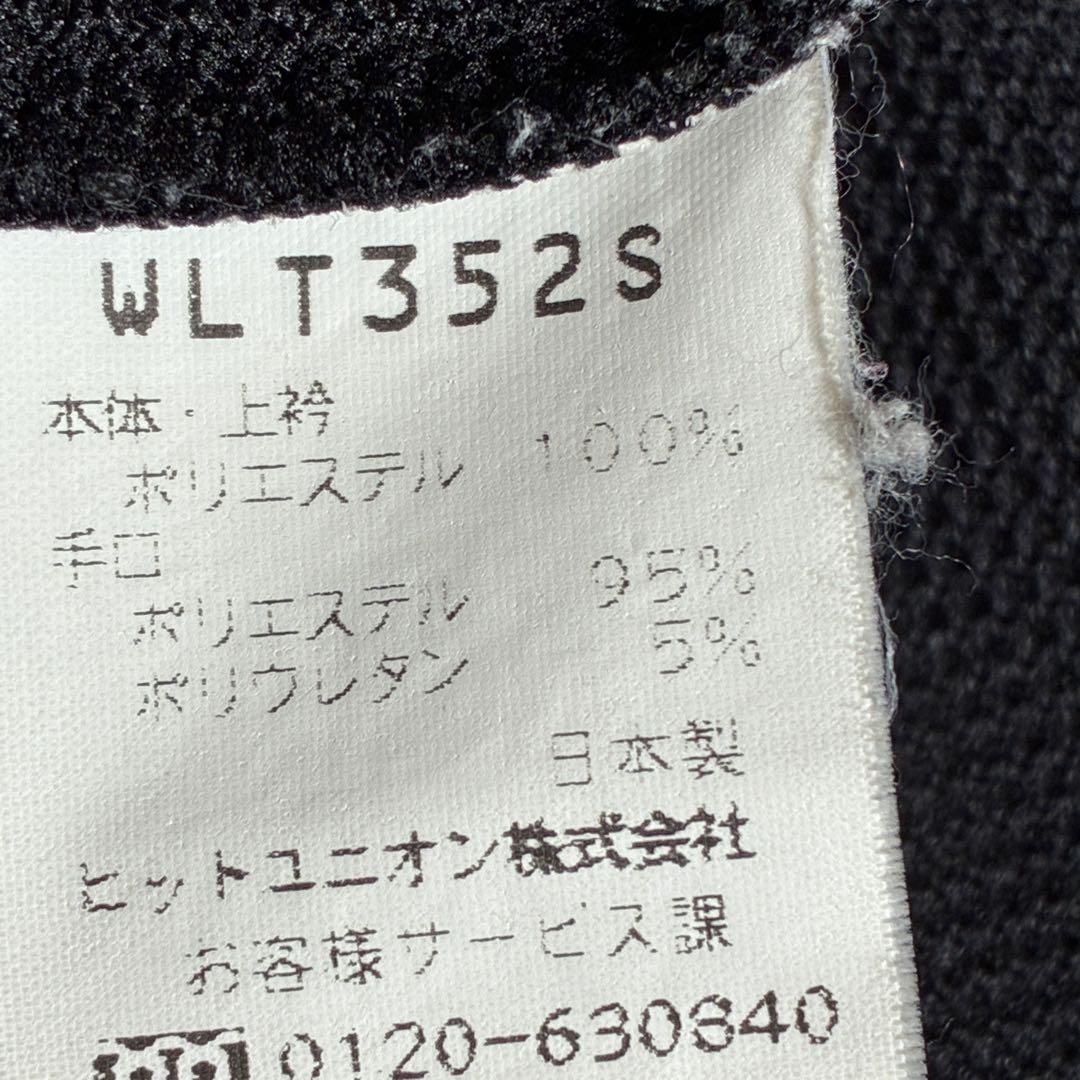 WLT352S
本体・上衿
ポリエステル 100%
手口
ポリエステル 95%
ポリウレタン 5%
日本製
ヒットユニオン株式会社
お客様サービス課
0120-630840